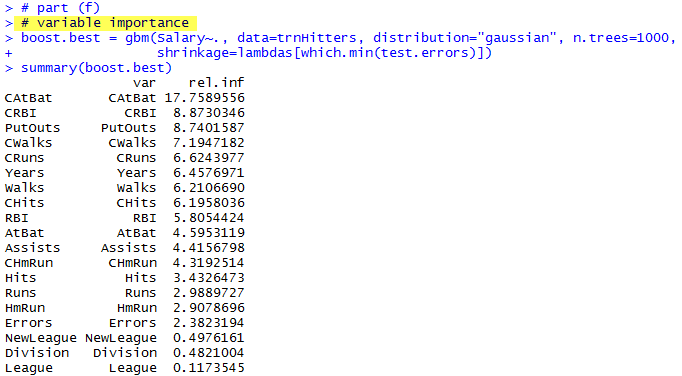 > # part (f)
> # variable importance
> boost.best = gbm(Salary~., data=trnHitters, distribution="gaussian", n.trees=1000,
+ shrinkage=lambdas[which.min(test.errors)])
> summary(boost.best)
var rel.inf
CAtBat CAtBat 17.7589556
CRBI CRBI 8.8730346
PutOuts PutOuts 8.7401587
CWalks CWalks 7.1947182
CRuns CRuns 6.6243977
Years Years 6.4576971
Walks Walks 6.2106690
CHits CHits 6.1958036
RBI RBI 5.8054424
AtBat AtBat 4.5953119
Assists Assists 4.4156798
CHmRun CHmRun 4.3192514
Hits Hits 3.4326473
Runs Runs 2.9889727
HmRun HmRun 2.9078696
Errors Errors 2.3823194
NewLeague NewLeague 0.4976161
Division Division 0.4821004
League League 0.1173545